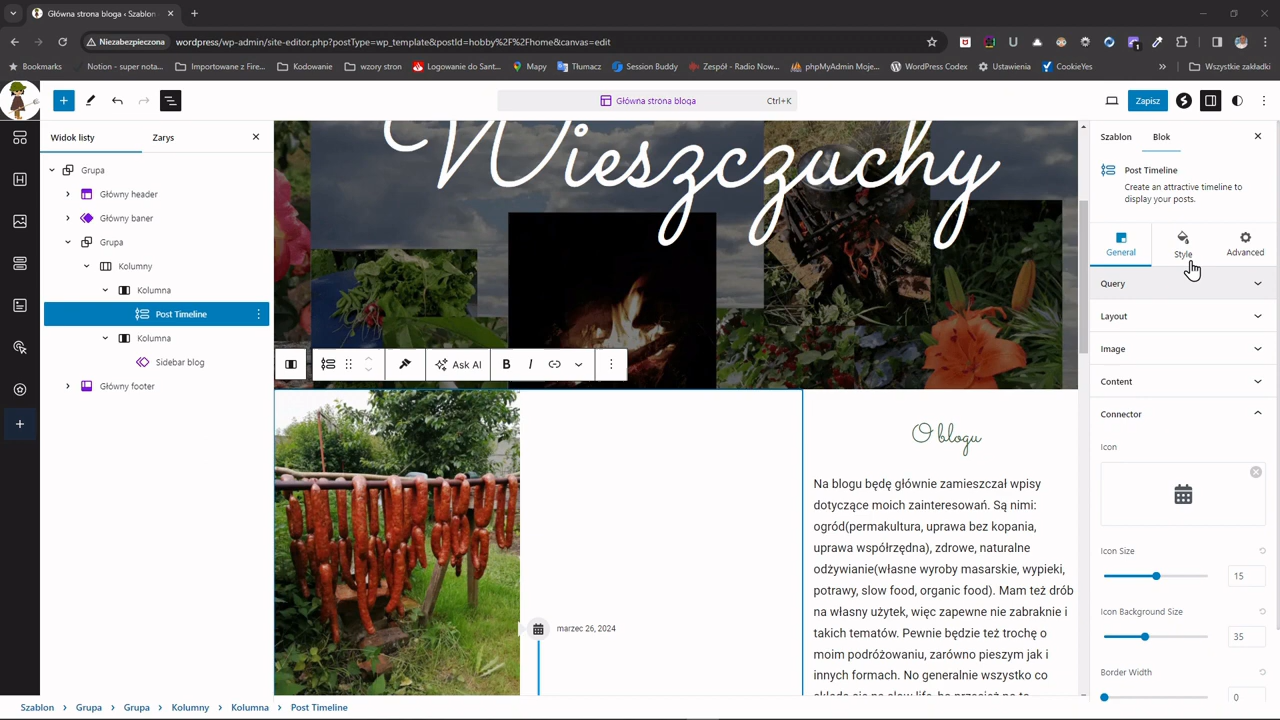 Główna strona bloga ‹ Szablon
Niezabezpieczona
wordpress/wp-admin/site-editor.php?postType=wp_template&postId=hobby%2F%2Fhome&canvas=edit
Bookmarks
Notion - super nota...
Importowane z Fire...
Kodowanie
wzory stron
Logowanie do Sant...
Mapy
Tłumacz
Session Buddy
Zespół - Radio Now...
phpMyAdmin Moje...
WordPress Codex
Ustawienia
CookieYes
Wszystkie zakładki
Główna strona bloga
Ctrl+K
Zapisz
Widok listy
Zarys
Szablon
Blok
Grupa
Główny header
Główny baner
Grupa
Kolumny
Kolumna
Post Timeline
Kolumna
Sidebar blog
Główny footer
Wieszczuchy
Ask AI
B
I
marzec 26, 2024
O blogu
Na blogu będę głównie zamieszczał wpisy
dotyczące moich zainteresowań. Są nimi:
ogród(permakultura, uprawa bez kopania,
uprawa współrzędna), zdrowe, naturalne
odżywianie(własne wyroby masarskie, wypieki,
potrawy, slow food, organic food). Mam też drób
na własny użytek, więc zapewne nie zabraknie i
takich tematów. Pewnie będzie też trochę o
moim podróżowaniu, zarówno pieszym jak i
innych formach. No generalnie wszystko co
Post Timeline
Create an attractive timeline to
display your posts.
General
Style
Advanced
Query
Layout
Image
Content
Connector
Icon
Icon Size
15
Icon Background Size
35
Border Width
0
Szablon
Grupa
Grupa
Kolumny
Kolumna
Post Timeline